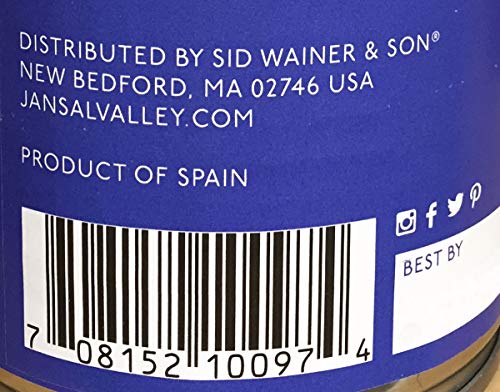 DISTRIBUTED BY SID WAINER & SON®
NEW BEDFORD, MA 02746 USA
JANSALVALLEY.COM
PRODUCT OF SPAIN
BEST BY
7 08152 10097 4